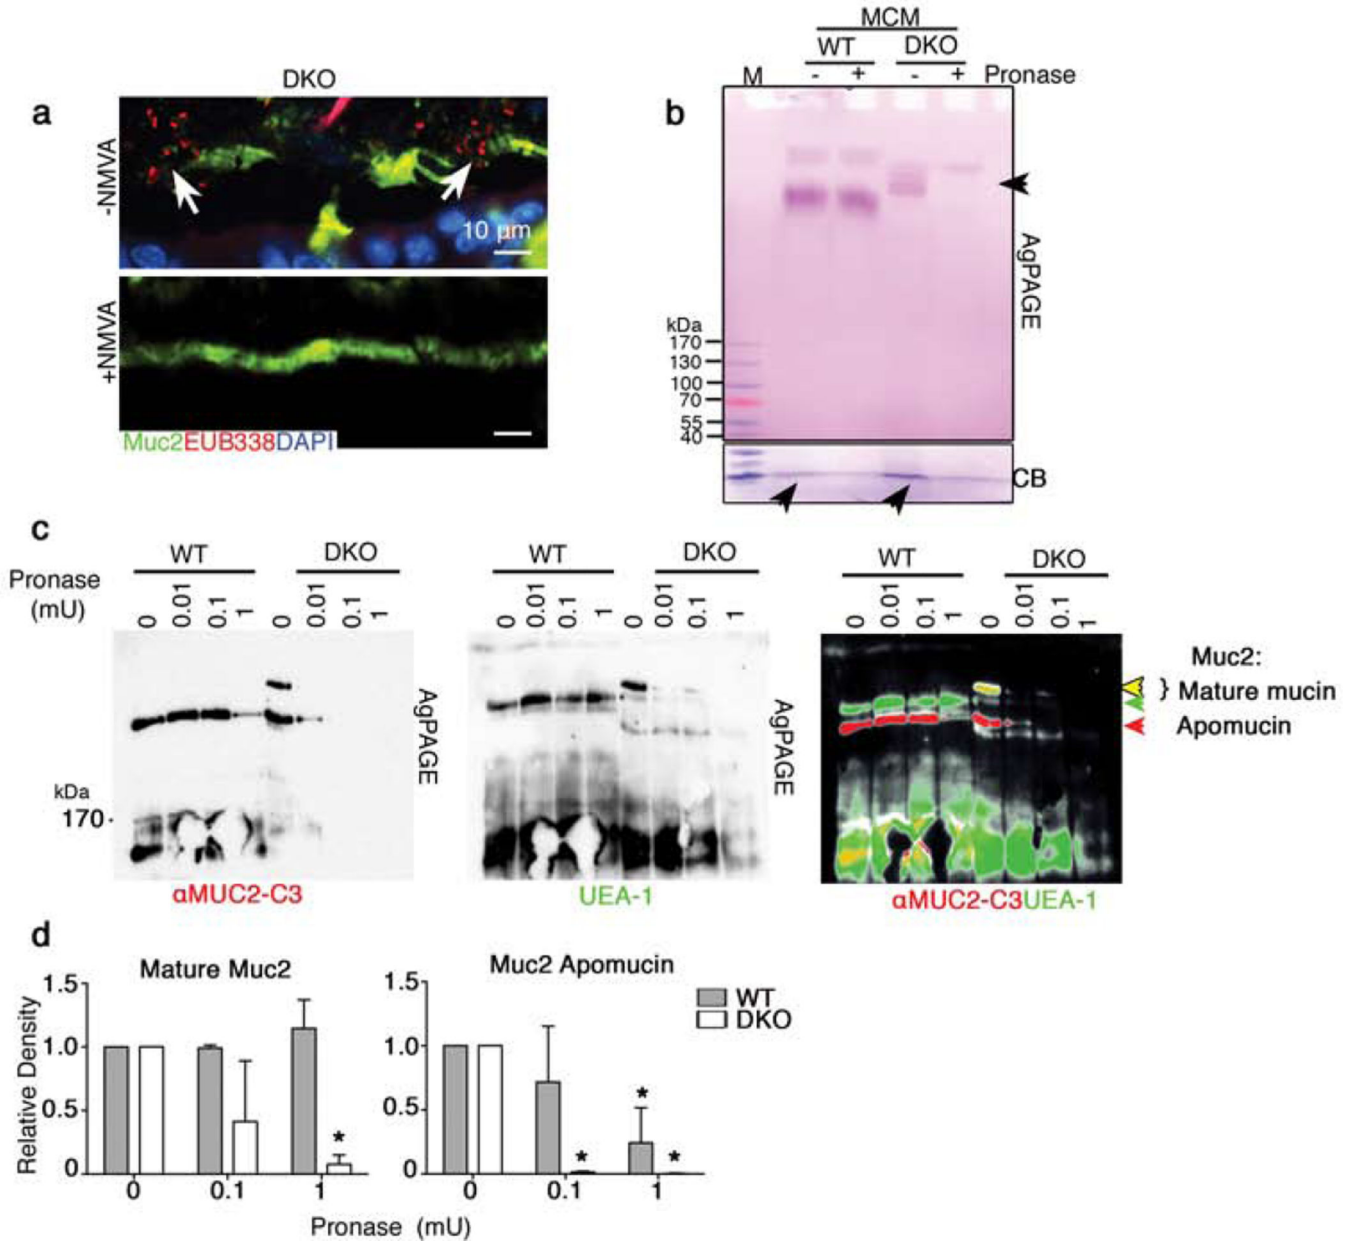 a
DKO
-NMVA
10 µm
+NMVA
Muc2EUB338DAPI
b
MCM
WT DKO
M - + - + Pronase
AgPAGE
kDa
170
130
100
70
55
40
CB
c
WT DKO
Pronase
(mU)
0 0.01 0.1 1 0 0.01 0.1 1
AgPAGE
kDa
170
αMUC2-C3
WT DKO
0 0.01 0.1 1 0 0.01 0.1 1
AgPAGE
UEA-1
WT DKO
0 0.01 0.1 1 0 0.01 0.1 1
Muc2:
} Mature mucin
Apomucin
αMUC2-C3UEA-1
d
Mature Muc2
Relative Density
1.5
1.0
0.5
0
*
0 0.1 1
Muc2 Apomucin
1.5
1.0
0.5
0
* * *
0 0.1 1
WT
DKO
Pronase (mU)